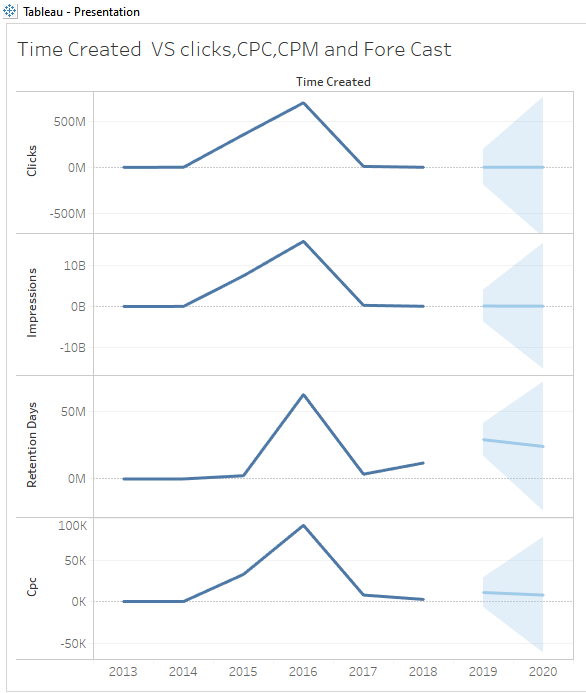 Tableau - Presentation
Time Created  VS clicks,CPC,CPM and Fore Cast
Time Created
Clicks
500M
0M
-500M
Impressions
10B
0B
-10B
Retention Days
50M
0M
Cpc
100K
50K
0K
-50K
2013 2014 2015 2016 2017 2018 2019 2020